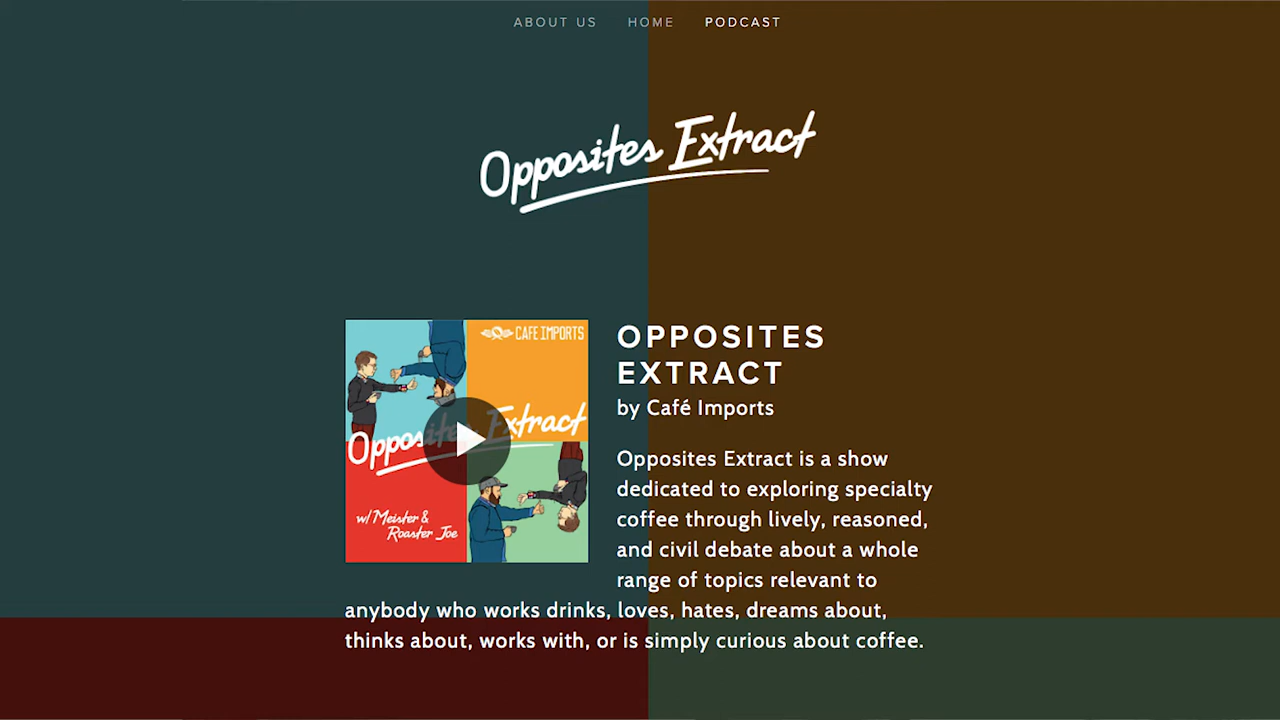 ABOUT US HOME PODCAST
Opposites Extract
CAFE IMPORTS
Opposites Extract
w/ Meister &
Roaster Joe
OPPOSITES
EXTRACT
by Café Imports
Opposites Extract is a show
dedicated to exploring specialty
coffee through lively, reasoned,
and civil debate about a whole
range of topics relevant to
anybody who works drinks, loves, hates, dreams about,
thinks about, works with, or is simply curious about coffee.